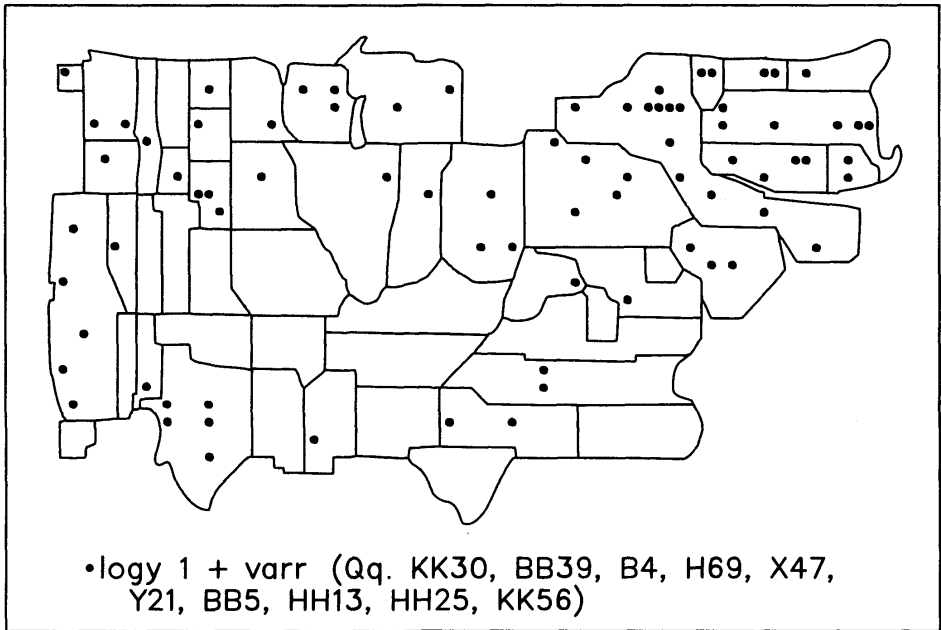 •logy 1 + varr (Qq. KK30, BB39, B4, H69, X47,
Y21, BB5, HH13, HH25, KK56)